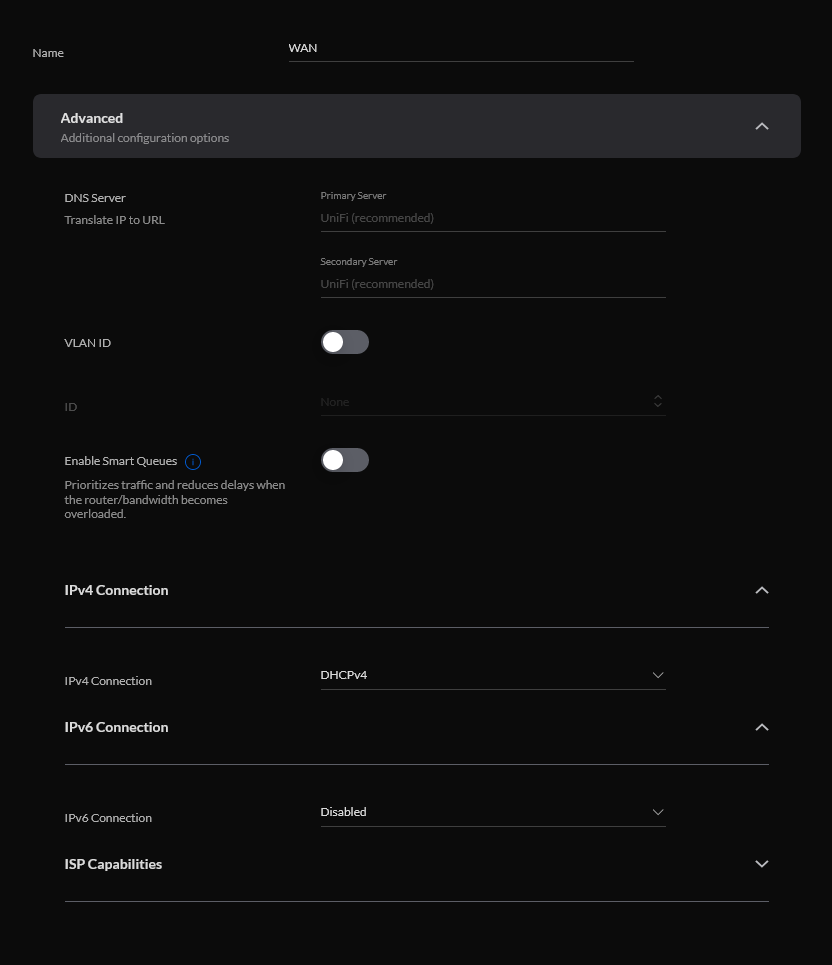 Name
WAN
Advanced
Additional configuration options
DNS Server
Translate IP to URL
Primary Server
UniFi (recommended)
Secondary Server
UniFi (recommended)
VLAN ID
ID
None
Enable Smart Queues
Prioritizes traffic and reduces delays when
the router/bandwidth becomes
overloaded.
IPv4 Connection
IPv4 Connection
DHCPv4
IPv6 Connection
IPv6 Connection
Disabled
ISP Capabilities